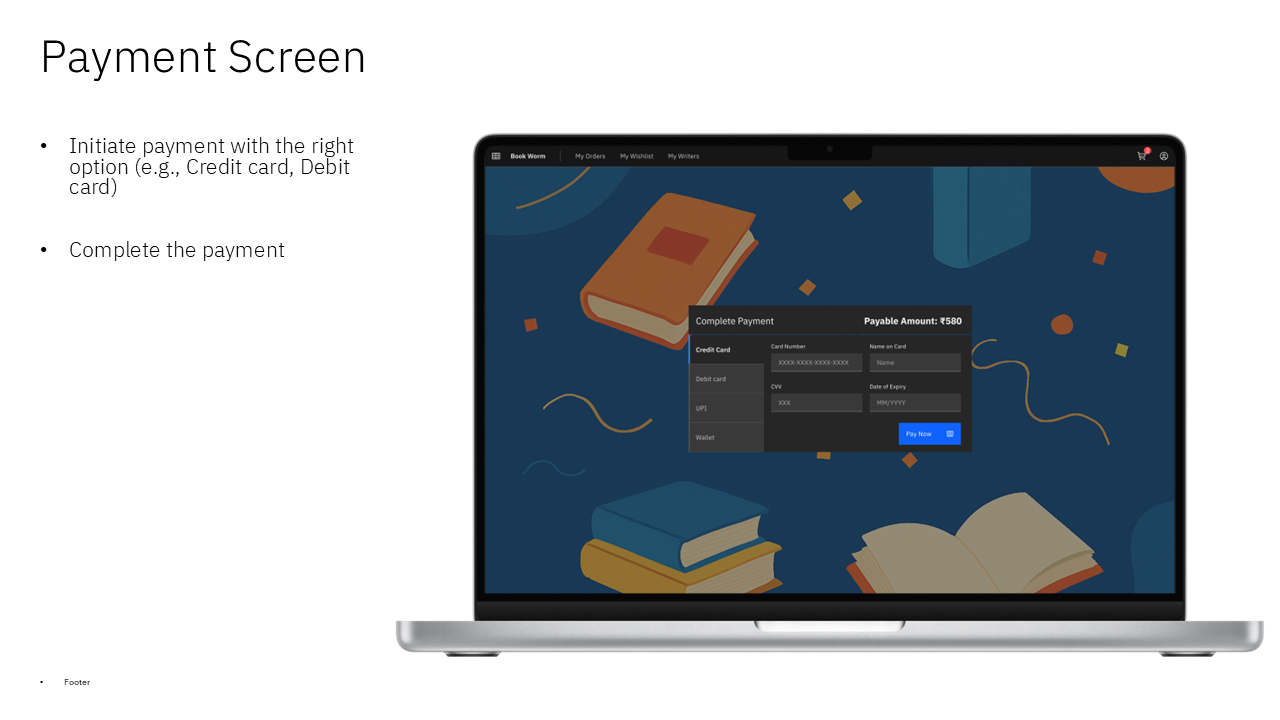 Payment Screen
• Initiate payment with the right
option (e.g., Credit card, Debit
card)
• Complete the payment
Book Worm My Orders My Wishlist My Writers 2
Complete Payment Payable Amount: ₹580
Credit Card
Debit card
UPI
Wallet
Card Number Name on Card
XXXX-XXXX-XXXX-XXXX Name
CVV Date of Expiry
XXX MM/YYYY
Pay Now
• Footer